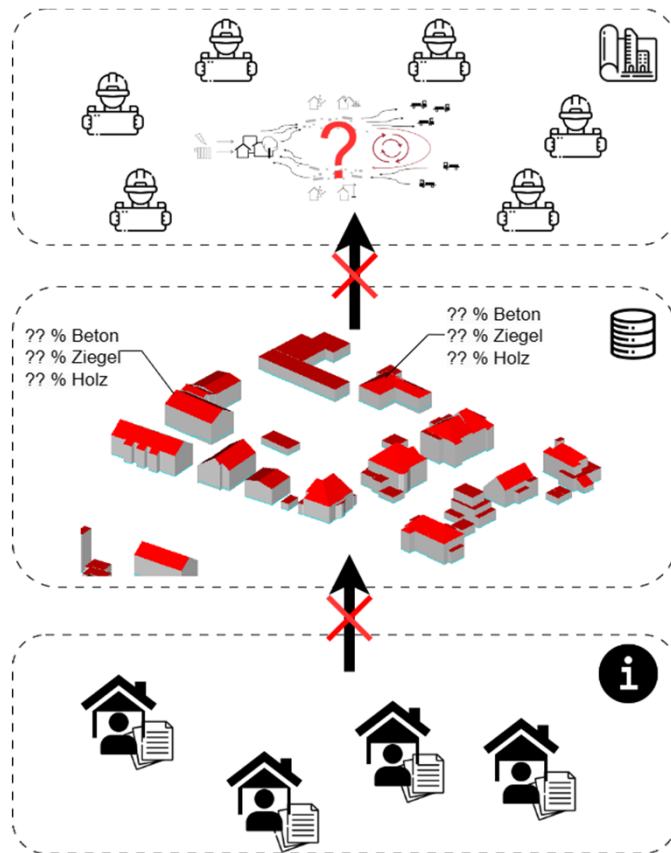 ?
?? % Beton
?? % Ziegel
?? % Holz
?? % Beton
?? % Ziegel
?? % Holz
i